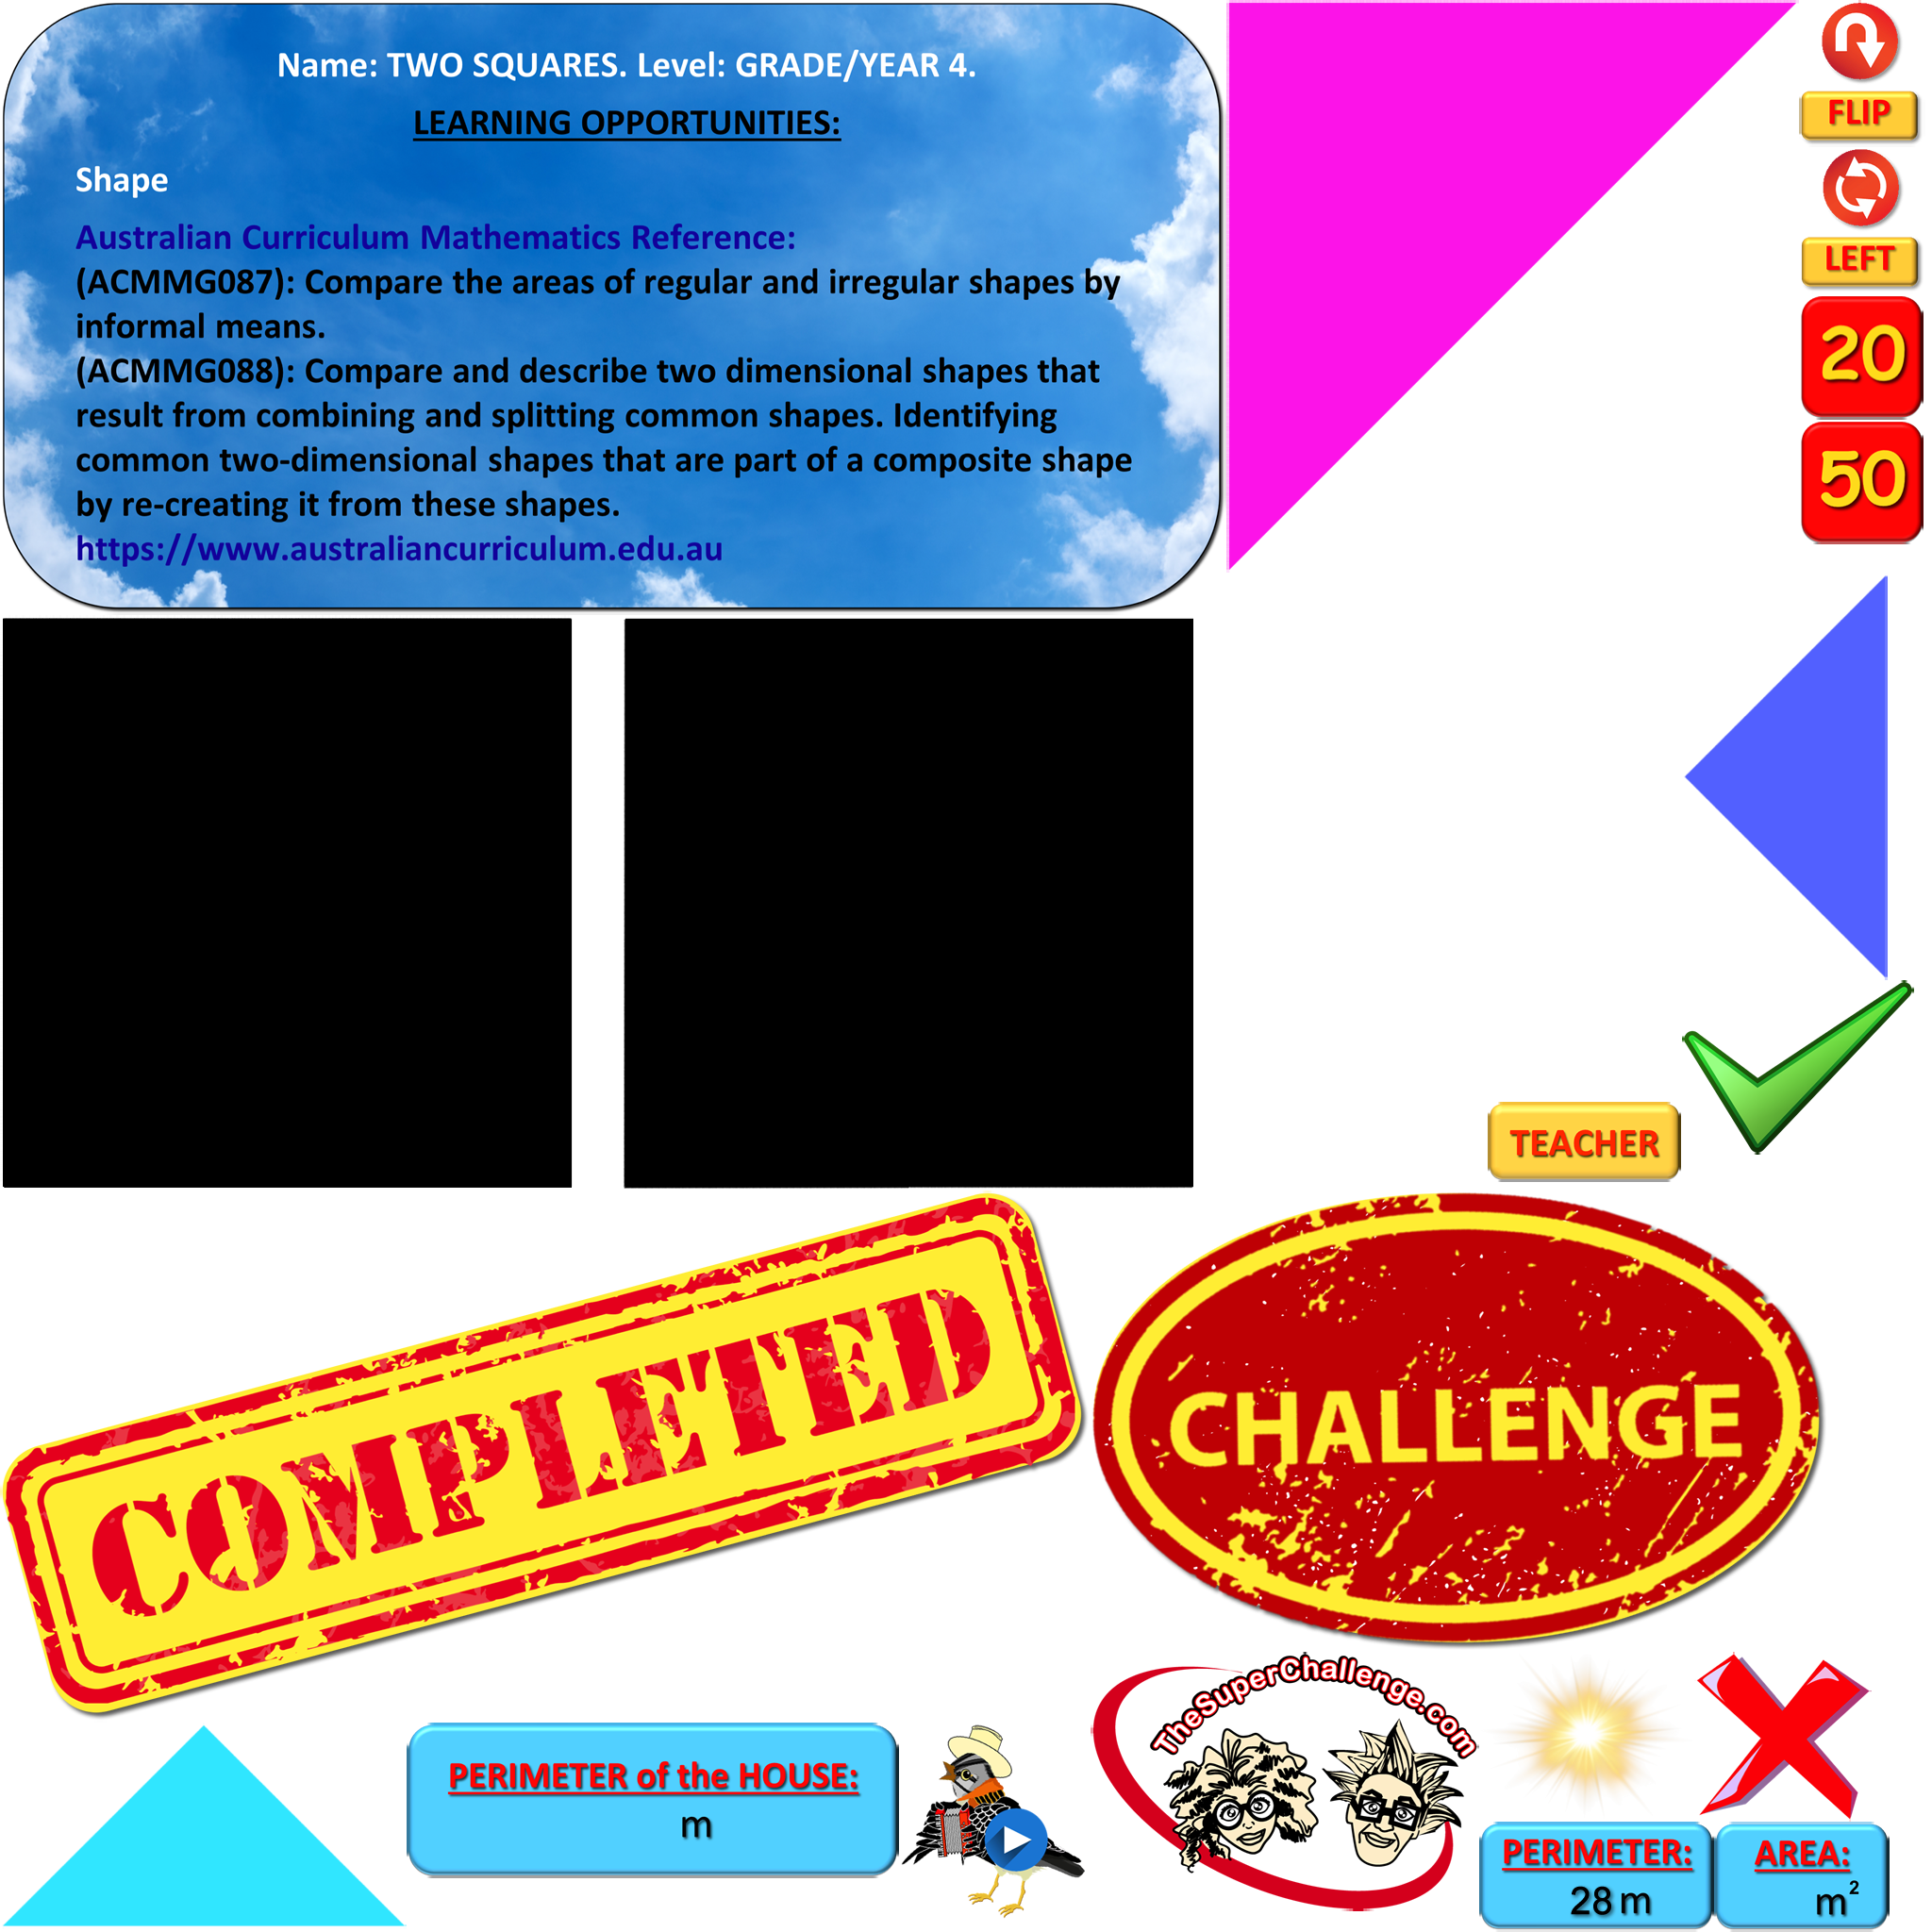 Name: TWO SQUARES. Level: GRADE/YEAR 4.
LEARNING OPPORTUNITIES:
Shape
Australian Curriculum Mathematics Reference:
(ACMMG087): Compare the areas of regular and irregular shapes by
informal means.
(ACMMG088): Compare and describe two dimensional shapes that
result from combining and splitting common shapes. Identifying
common two-dimensional shapes that are part of a composite shape
by re-creating it from these shapes.
https://www.australiancurriculum.edu.au
FLIP
LEFT
20
50
TEACHER
COMPLETED
CHALLENGE
PERIMETER of the HOUSE:
m
TheSuperChallenge.com
PERIMETER:
28 m
AREA:
m²